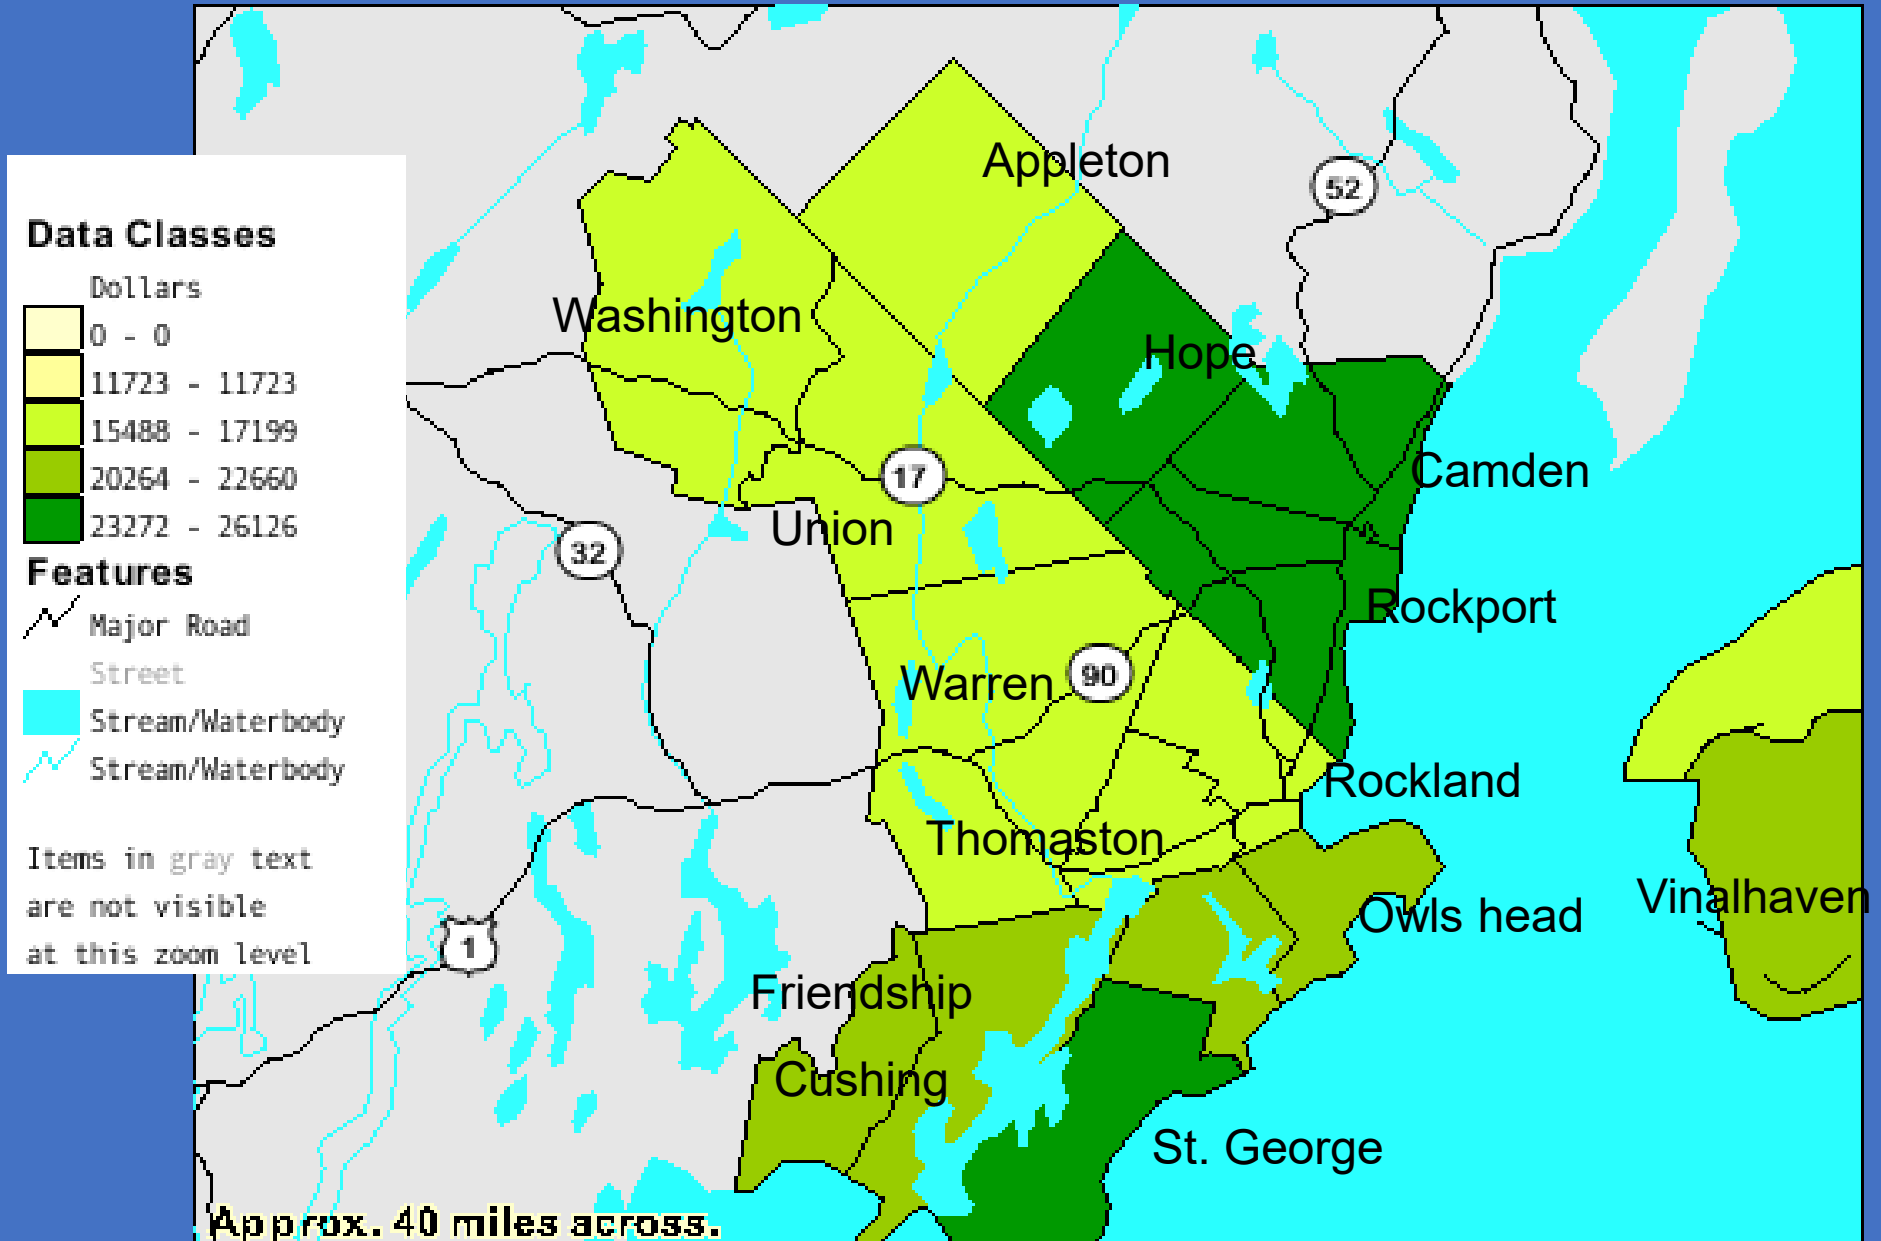 Data Classes
Dollars
0 - 0
11723 - 11723
15488 - 17199
20264 - 22660
23272 - 26126
Features
Major Road
Street
Stream/Waterbody
Stream/Waterbody
Items in gray text
are not visible
at this zoom level
Appleton
52
Washington
Hope
17
Camden
Union
32
Rockport
Warren
90
Rockland
Thomaston
Vinalhaven
Owls head
1
Friendship
Cushing
St. George
Approx. 40 miles across.